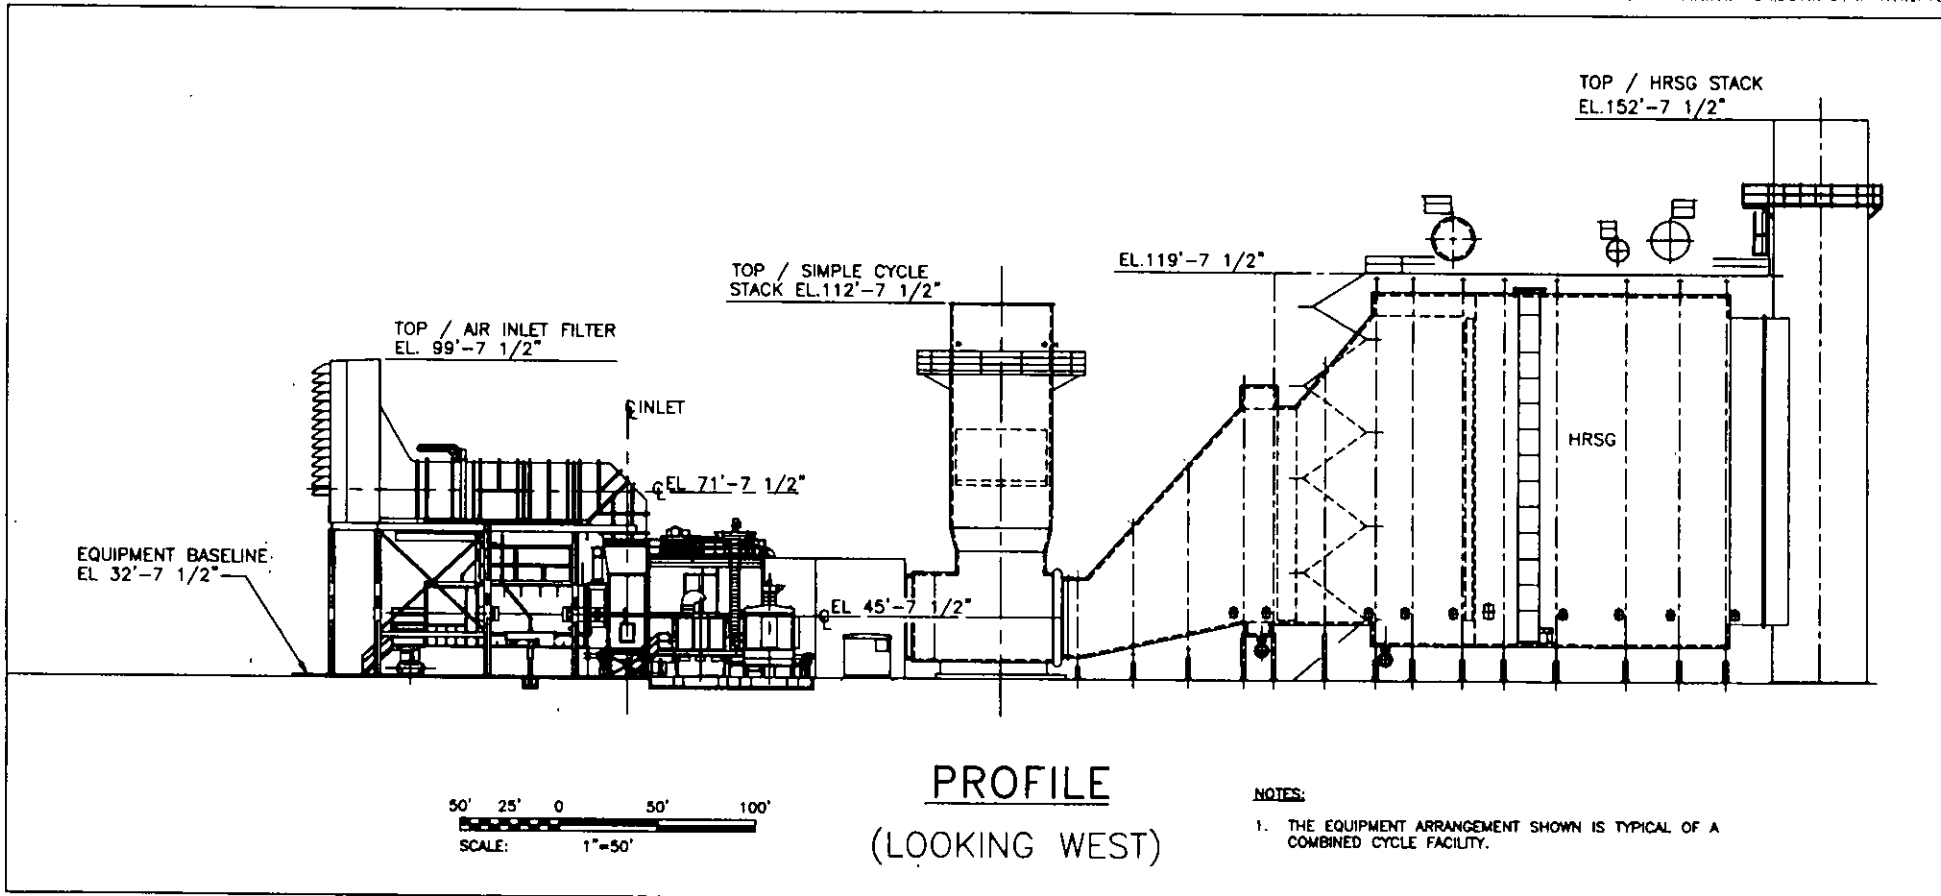 TOP / HRSG STACK
EL.152'-7 1/2"
EL.119'-7 1/2"
TOP / SIMPLE CYCLE
STACK EL.112'-7 1/2"
TOP / AIR INLET FILTER
EL. 99'-7 1/2"
INLET
EL 71'-7 1/2"
HRSG
EQUIPMENT BASELINE
EL 32'-7 1/2"
EL 45'-7 1/2"
PROFILE
(LOOKING WEST)
50' 25' 0 50' 100'
SCALE: 1"=50'
NOTES:
1. THE EQUIPMENT ARRANGEMENT SHOWN IS TYPICAL OF A
COMBINED CYCLE FACILITY.